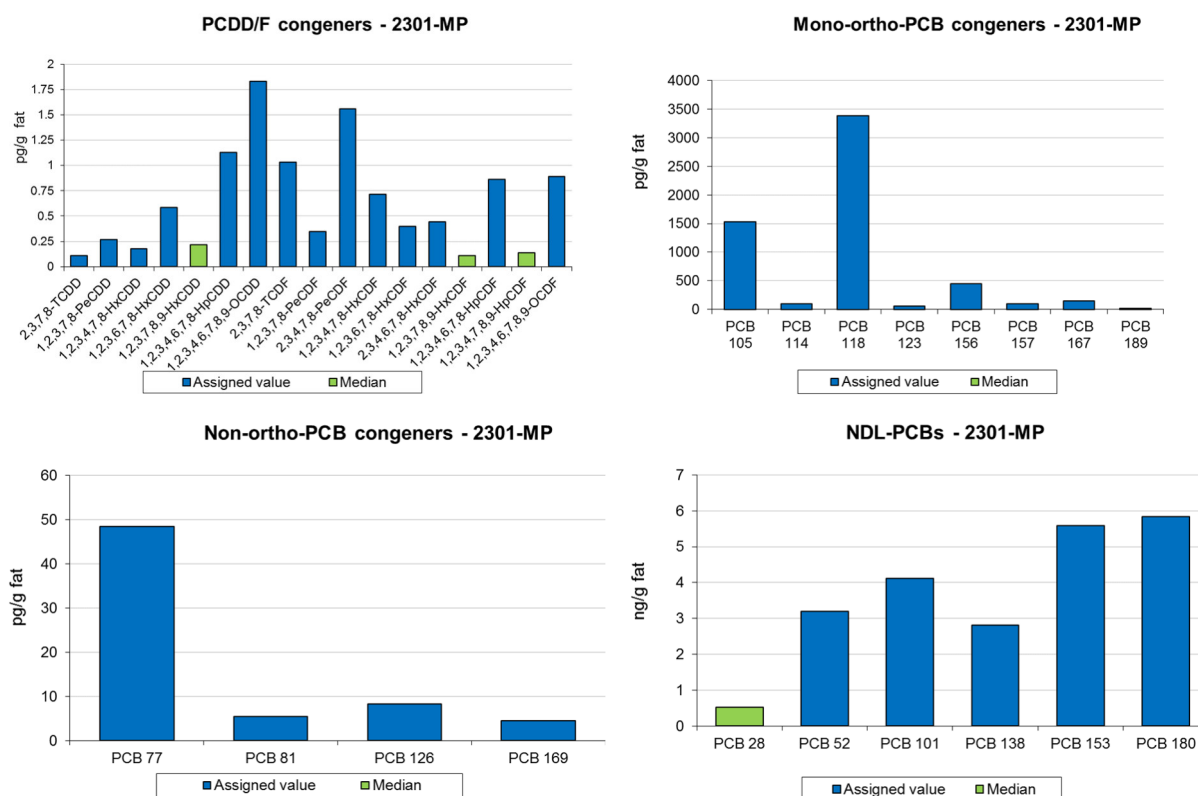 PCDD/F congeners - 2301-MP
pg/g fat
2
1.75
1.5
1.25
1
0.75
0.5
0.25
0
2,3,7,8-TCDD
1,2,3,7,8-PeCDD
1,2,3,4,7,8-HxCDD
1,2,3,6,7,8-HxCDD
1,2,3,7,8,9-HxCDD
1,2,3,4,6,7,8-HpCDD
1,2,3,4,6,7,8,9-OCDD
2,3,7,8-TCDF
1,2,3,7,8-PeCDF
2,3,4,7,8-PeCDF
1,2,3,4,7,8-HxCDF
1,2,3,6,7,8-HxCDF
2,3,4,6,7,8-HxCDF
1,2,3,7,8,9-HxCDF
1,2,3,4,6,7,8-HpCDF
1,2,3,4,7,8,9-HpCDF
1,2,3,4,6,7,8,9-OCDF
Assigned value Median
Mono-ortho-PCB congeners - 2301-MP
pg/g fat
4000
3500
3000
2500
2000
1500
1000
500
0
PCB PCB PCB PCB PCB PCB PCB PCB
105 114 118 123 156 157 167 189
Assigned value Median
Non-ortho-PCB congeners - 2301-MP
pg/g fat
60
50
40
30
20
10
0
PCB 77 PCB 81 PCB 126 PCB 169
Assigned value Median
NDL-PCBs - 2301-MP
ng/g fat
7
6
5
4
3
2
1
0
PCB 28 PCB 52 PCB 101 PCB 138 PCB 153 PCB 180
Assigned value Median